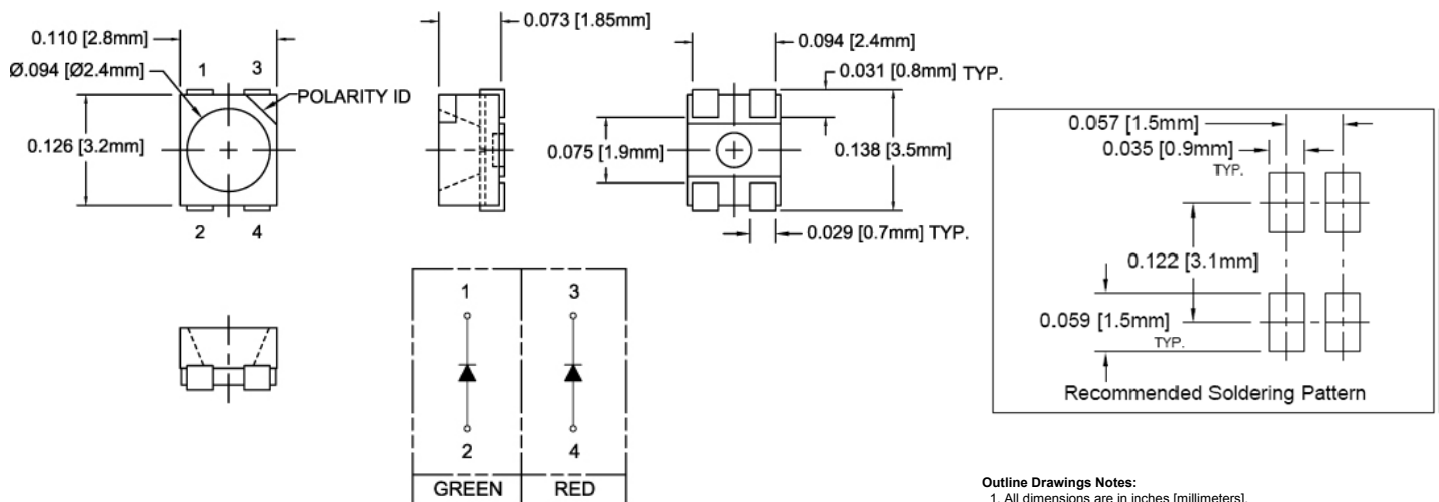 0.073 [1.85mm]
0.110 [2.8mm]
Ø.094 [Ø2.4mm]
1 3
POLARITY ID
0.126 [3.2mm]
2 4
0.094 [2.4mm]
0.031 [0.8mm] TYP.
0.075 [1.9mm]
0.138 [3.5mm]
0.029 [0.7mm] TYP.
1 3
2 4
GREEN RED
0.057 [1.5mm]
0.035 [0.9mm]
TYP.
0.122 [3.1mm]
0.059 [1.5mm]
TYP.
Recommended Soldering Pattern
Outline Drawings Notes:
1. All dimensions are in inches [millimeters].